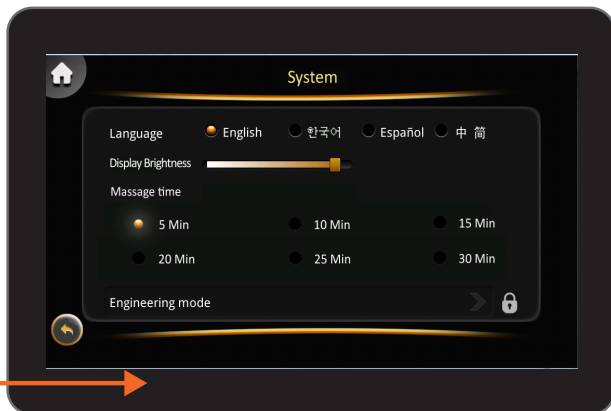 System
Language English 한국어 Español 中 简
Display Brightness
Massage time
5 Min 10 Min 15 Min
20 Min 25 Min 30 Min
Engineering mode